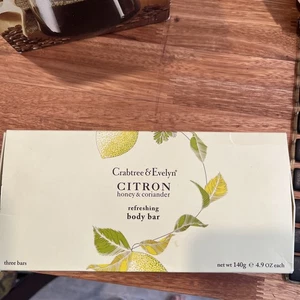 Crabtree & Evelyn®
CITRON
honey & coriander
refreshing
body bar
three bars
net wt 140g ℮ 4.9 OZ each